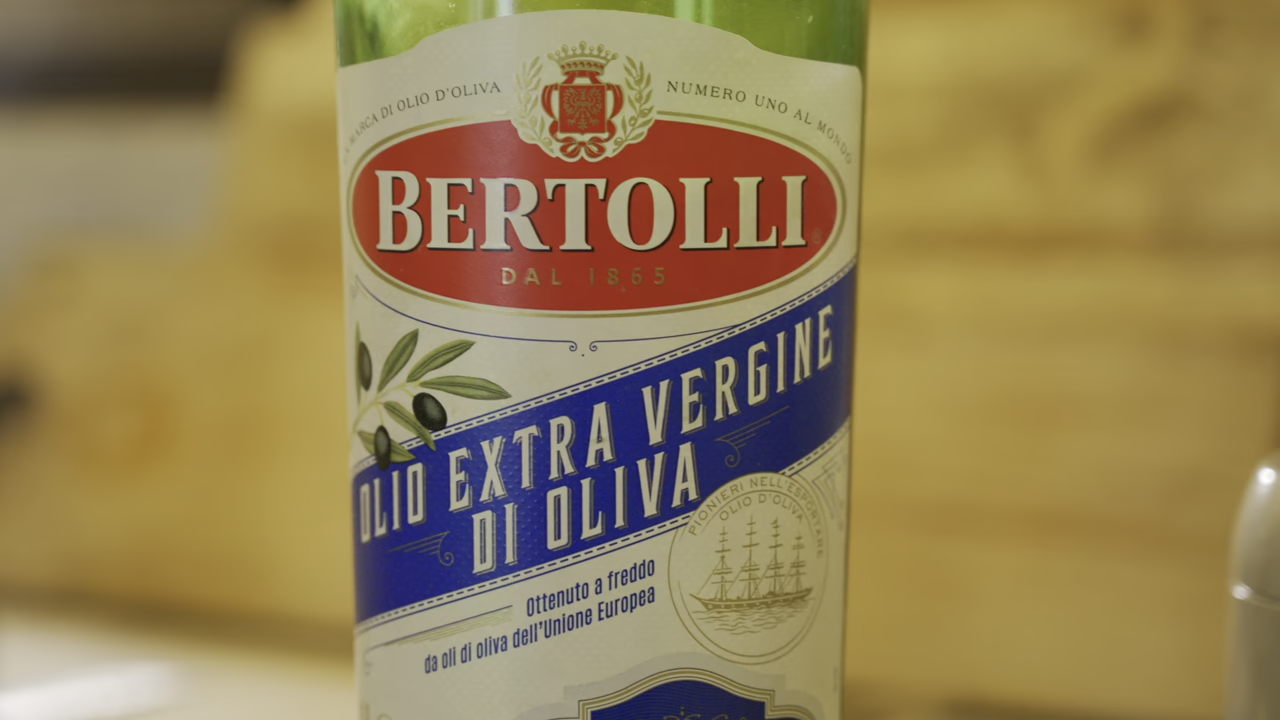 MARCA DI OLIO D'OLIVA
NUMERO UNO AL MONDO
BERTOLLI
DAL 1865
OLIO EXTRA VERGINE
DI OLIVA
PIONIERI NELL'ESPORTARE
OLIO D'OLIVA
Ottenuto a freddo
da oli di oliva dell'Unione Europea